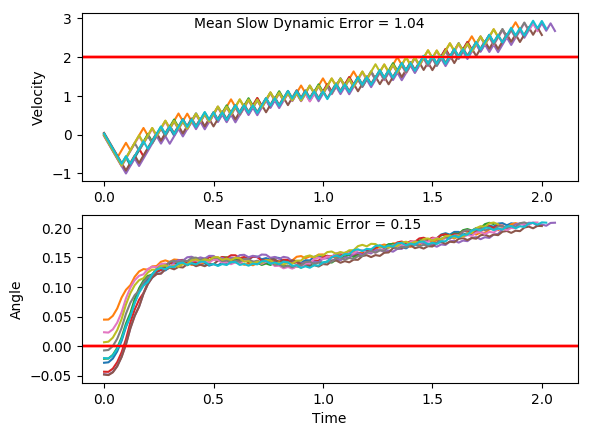 Mean Slow Dynamic Error = 1.04
Velocity
3
2
1
0
−1
0.0 0.5 1.0 1.5 2.0
Mean Fast Dynamic Error = 0.15
Angle
0.20
0.15
0.10
0.05
0.00
−0.05
0.0 0.5 1.0 1.5 2.0
Time